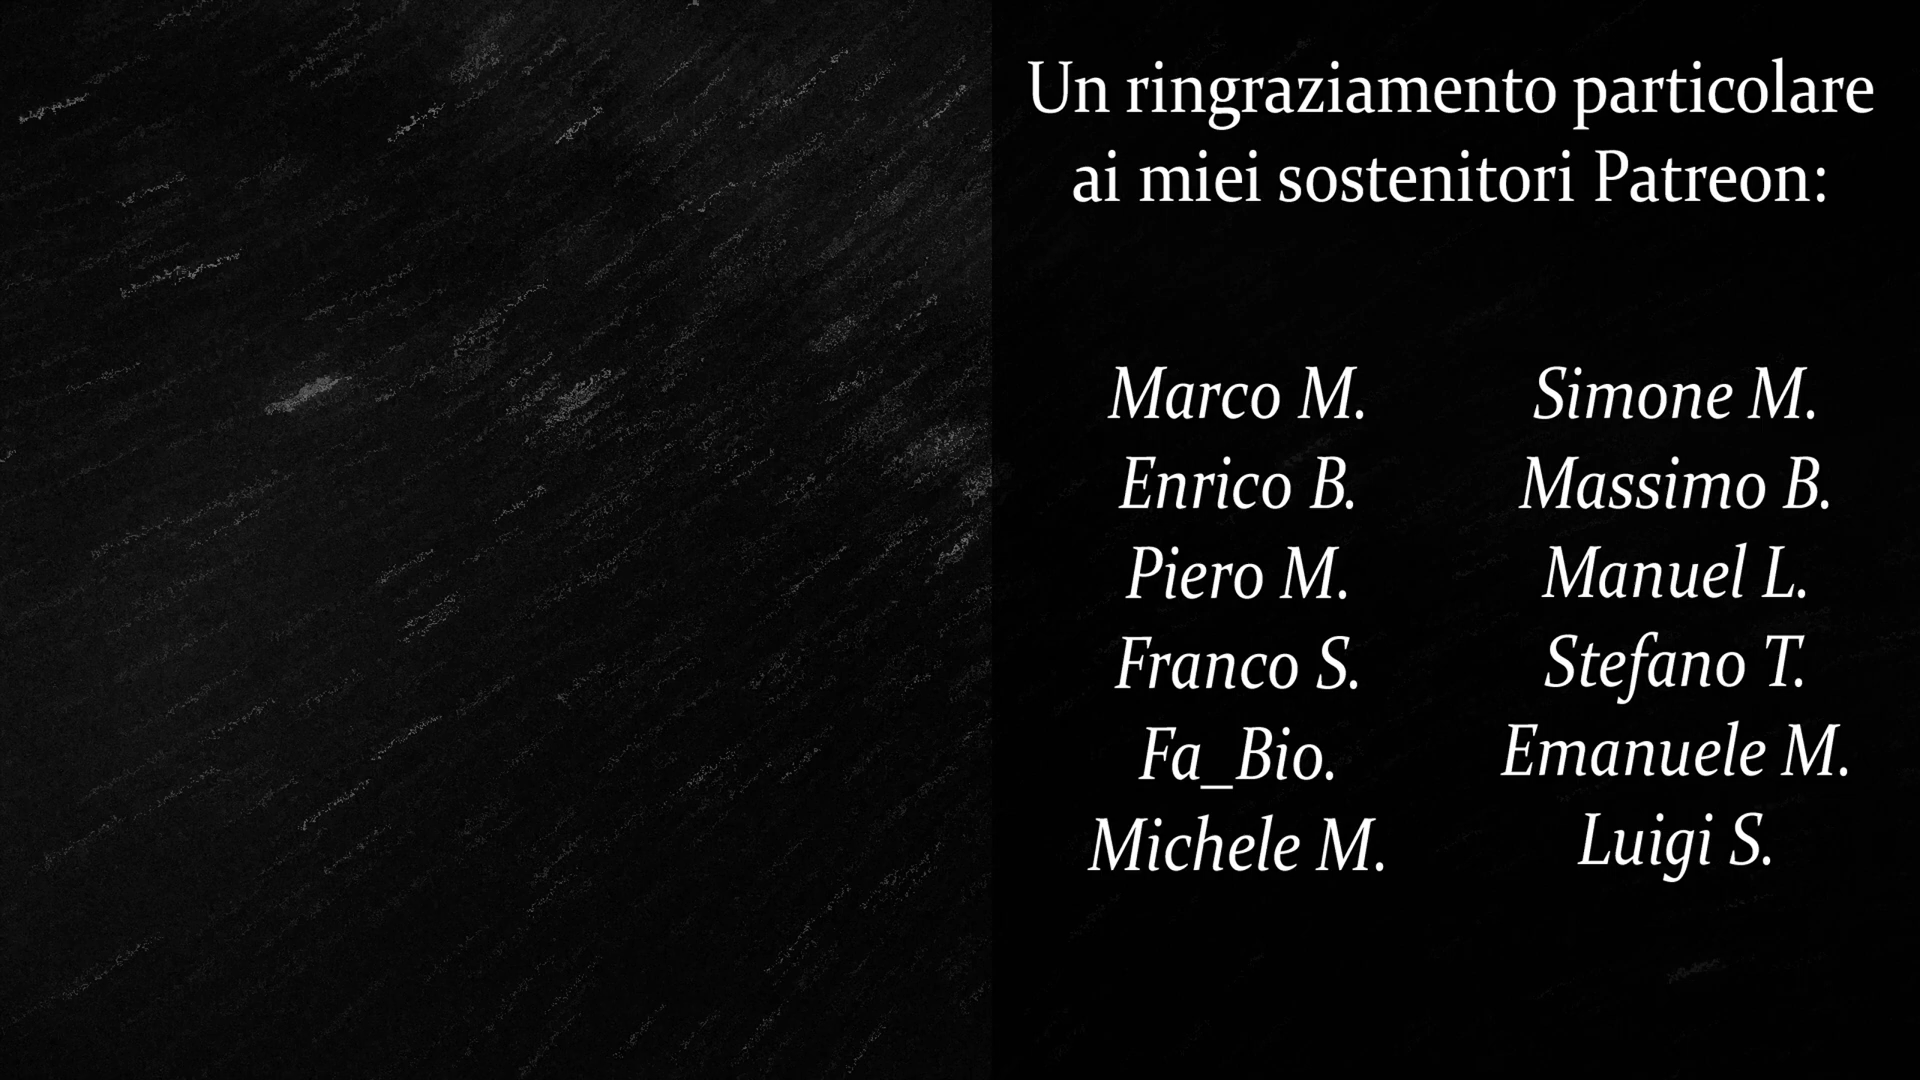 Un ringraziamento particolare
ai miei sostenitori Patreon:
Marco M.
Enrico B.
Piero M.
Franco S.
Fa_Bio.
Michele M.
Simone M.
Massimo B.
Manuel L.
Stefano T.
Emanuele M.
Luigi S.